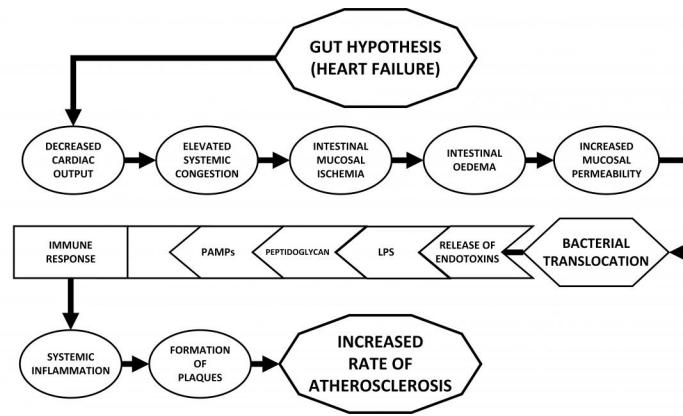 GUT HYPOTHESIS
(HEART FAILURE)
DECREASED
CARDIAC
OUTPUT
ELEVATED
SYSTEMIC
CONGESTION
INTESTINAL
MUCOSAL
ISCHEMIA
INTESTINAL
OEDEMA
INCREASED
MUCOSAL
PERMEABILITY
BACTERIAL
TRANSLOCATION
RELEASE OF
ENDOTOXINS
LPS
PEPTIDOGLYCAN
PAMPs
IMMUNE
RESPONSE
SYSTEMIC
INFLAMMATION
FORMATION
OF
PLAQUES
INCREASED
RATE OF
ATHEROSCLEROSIS